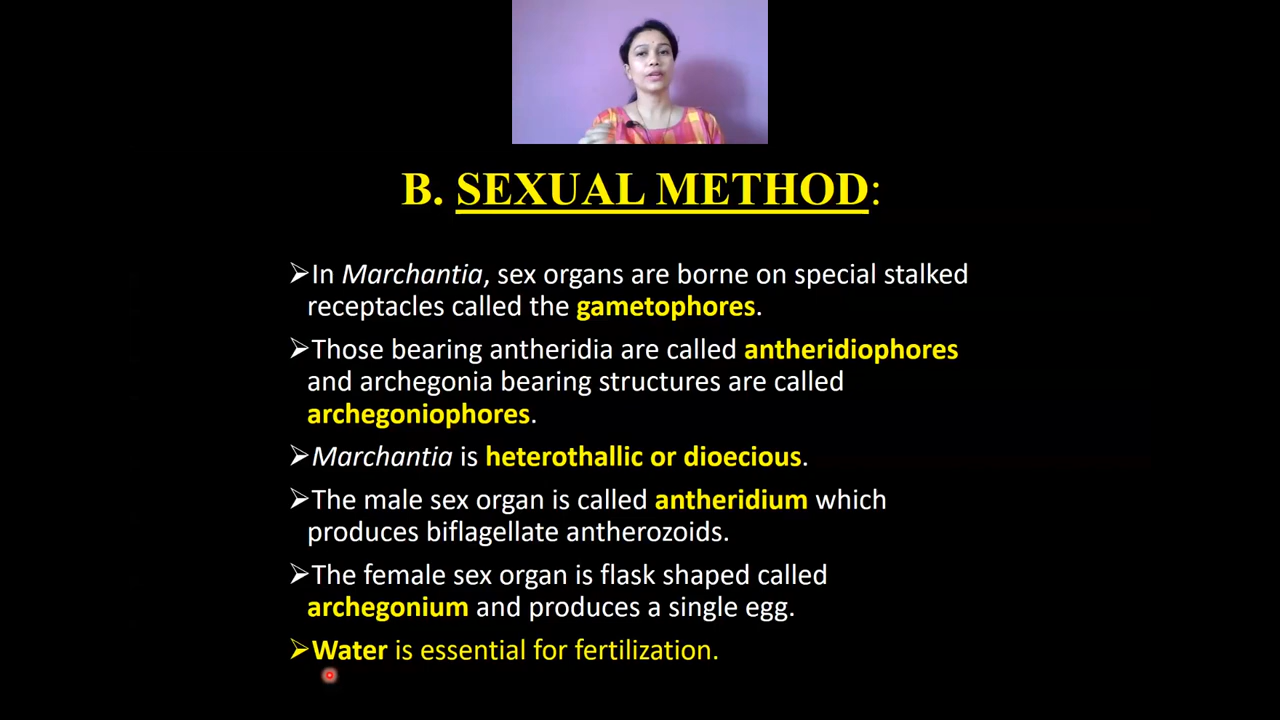 B. SEXUAL METHOD:
➢In Marchantia, sex organs are borne on special stalked
receptacles called the gametophores.
➢Those bearing antheridia are called antheridiophores
and archegonia bearing structures are called
archegoniophores.
➢Marchantia is heterothallic or dioecious.
➢The male sex organ is called antheridium which
produces biflagellate antherozoids.
➢The female sex organ is flask shaped called
archegonium and produces a single egg.
➢Water is essential for fertilization.